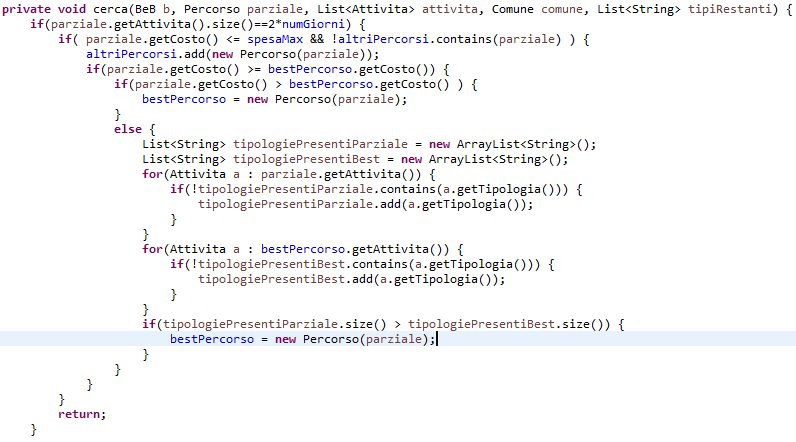 private void cerca(BeB b, Percorso parziale, List<Attivita> attivita, Comune comune, List<String> tipiRestanti) {
    if(parziale.getAttivita().size()==2*numGiorni) {
        if( parziale.getCosto() <= spesaMax && !altriPercorsi.contains(parziale) ) {
            altriPercorsi.add(new Percorso(parziale));
            if(parziale.getCosto() >= bestPercorso.getCosto()) {
                if(parziale.getCosto() > bestPercorso.getCosto() ) {
                    bestPercorso = new Percorso(parziale);
                }
                else {
                    List<String> tipologiePresentiParziale = new ArrayList<String>();
                    List<String> tipologiePresentiBest = new ArrayList<String>();
                    for(Attivita a : parziale.getAttivita()) {
                        if(!tipologiePresentiParziale.contains(a.getTipologia())) {
                            tipologiePresentiParziale.add(a.getTipologia());
                        }
                    }
                    for(Attivita a : bestPercorso.getAttivita()) {
                        if(!tipologiePresentiBest.contains(a.getTipologia())) {
                            tipologiePresentiBest.add(a.getTipologia());
                        }
                    }
                    if(tipologiePresentiParziale.size() > tipologiePresentiBest.size()) {
                        bestPercorso = new Percorso(parziale);
                    }
                }
            }
        }
        return;
    }